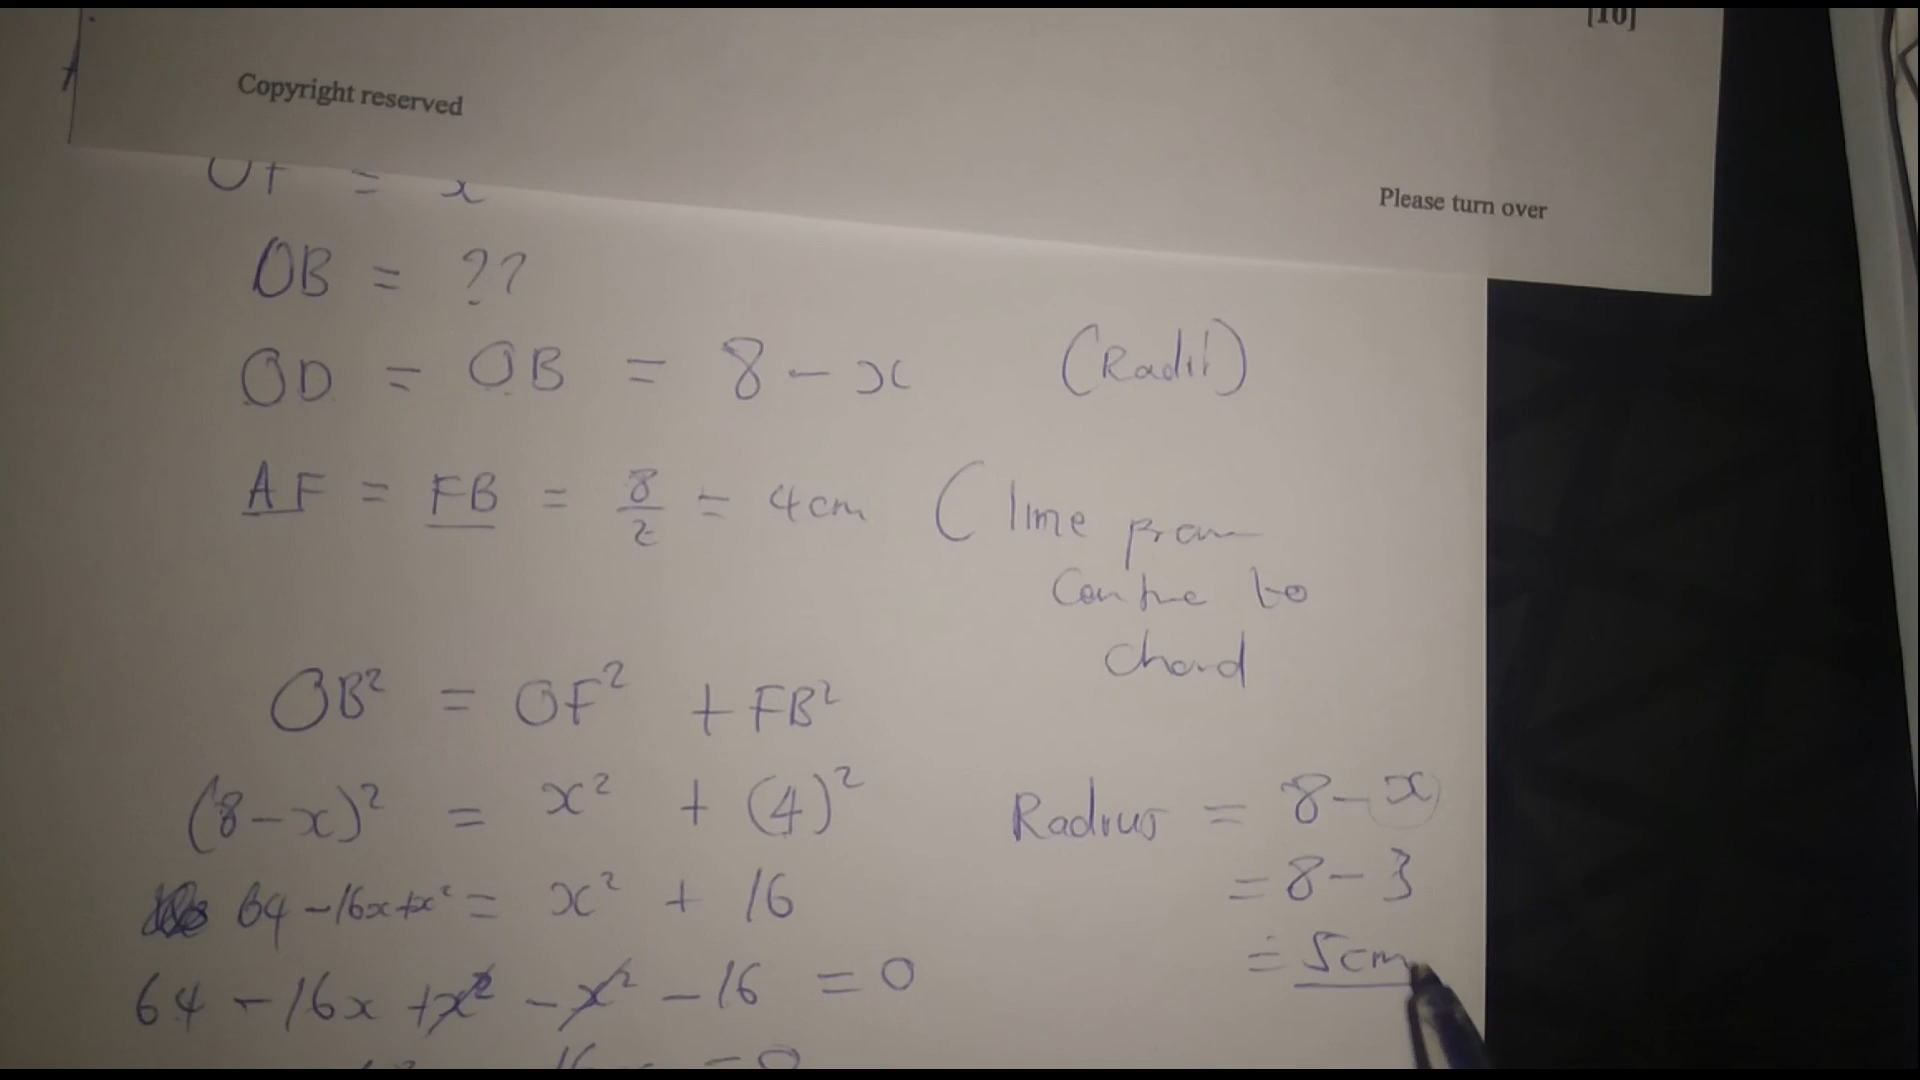 [10]
Copyright reserved
Please turn over
OF = x
OB = ??
OD = OB = 8 - x (Radii)
AF = FB = 8/2 = 4cm (line from
centre to
chord
OB² = OF² + FB²
(8-x)² = x² + (4)²
64 - 16x + x² = x² + 16
64 - 16x + x² - x² - 16 = 0
Radius = 8 - x
= 8 - 3
= 5cm